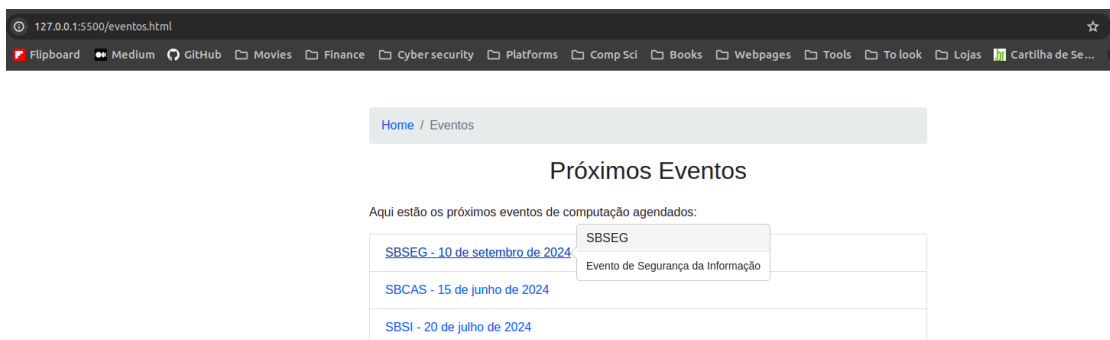 127.0.0.1:5500/eventos.html
Flipboard Medium GitHub Movies Finance Cyber security Platforms Comp Sci Books Webpages Tools To look Lojas Cartilha de Se...
Home / Eventos
Próximos Eventos
Aqui estão os próximos eventos de computação agendados:
SBSEG - 10 de setembro de 2024
SBSEG
Evento de Segurança da Informação
SBCAS - 15 de junho de 2024
SBSI - 20 de julho de 2024